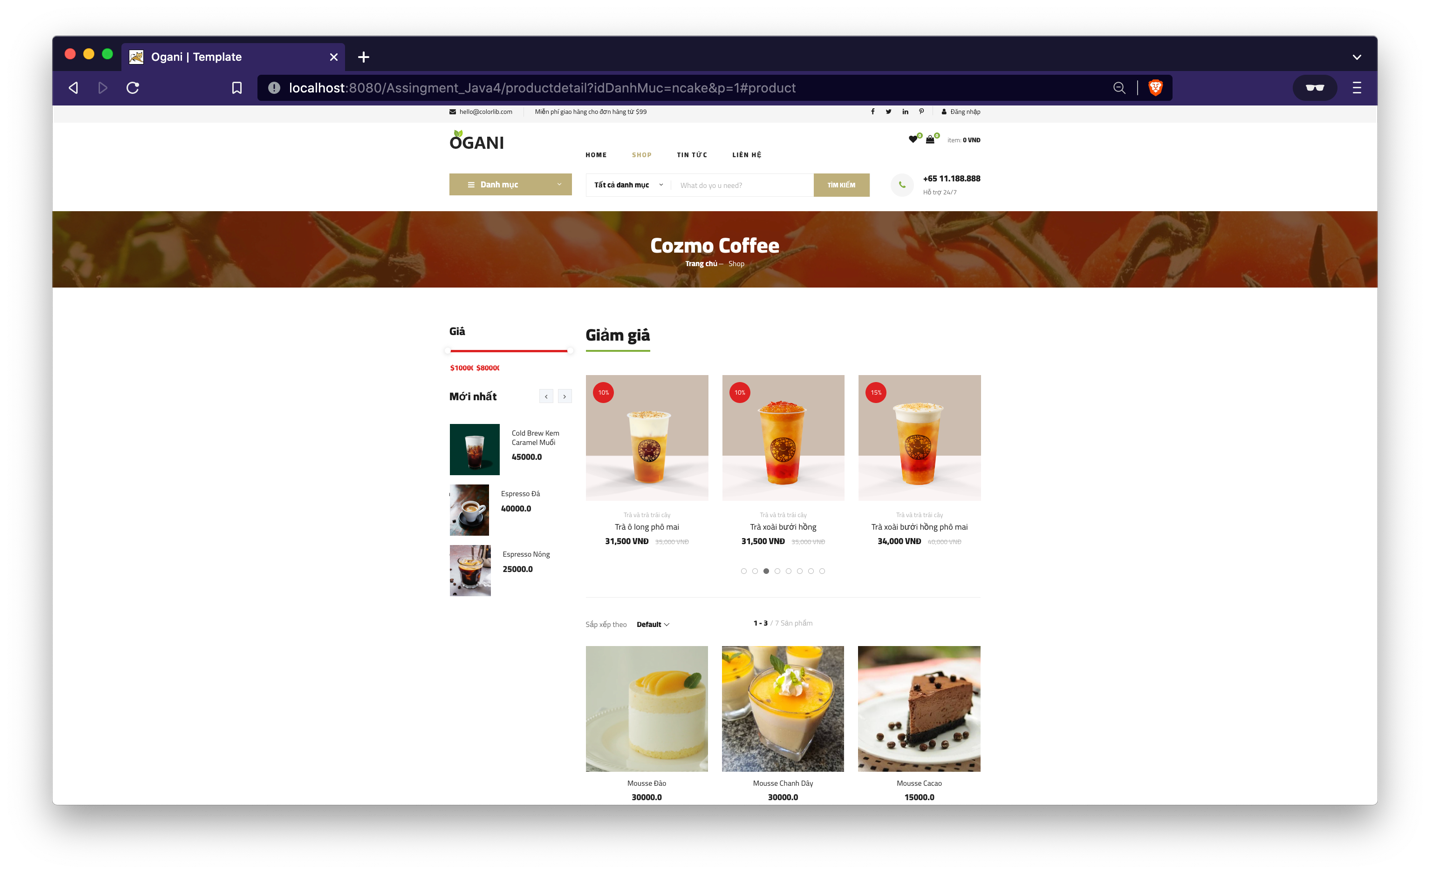 Ogani | Template
localhost:8080/Assingment_Java4/productdetail?idDanhMuc=ncake&p=1#product
hello@colorlib.com
Miễn phí giao hàng cho đơn hàng từ $99
Đăng nhập
OGANI
item: 0 VNĐ
HOME
SHOP
TIN TỨC
LIÊN HỆ
Danh mục
Tất cả danh mục
What do yo u need?
TÌM KIẾM
+65 11.188.888
Hỗ trợ 24/7
Cozmo Coffee
Trang chủ — Shop
Giá
$1000 $8000
Mới nhất
Cold Brew Kem
Caramel Muối
45000.0
Espresso Đá
40000.0
Espresso Nóng
25000.0
Giảm giá
10%
10%
15%
Trà và trà trái cây
Trà ô long phô mai
31,500 VNĐ 35,000 VNĐ
Trà và trà trái cây
Trà xoài bưởi hồng
31,500 VNĐ 35,000 VNĐ
Trà và trà trái cây
Trà xoài bưởi hồng phô mai
34,000 VNĐ 40,000 VNĐ
Sắp xếp theo
Default
1 - 3 / 7 Sản phẩm
Mousse Đào
30000.0
Mousse Chanh Dây
30000.0
Mousse Cacao
15000.0